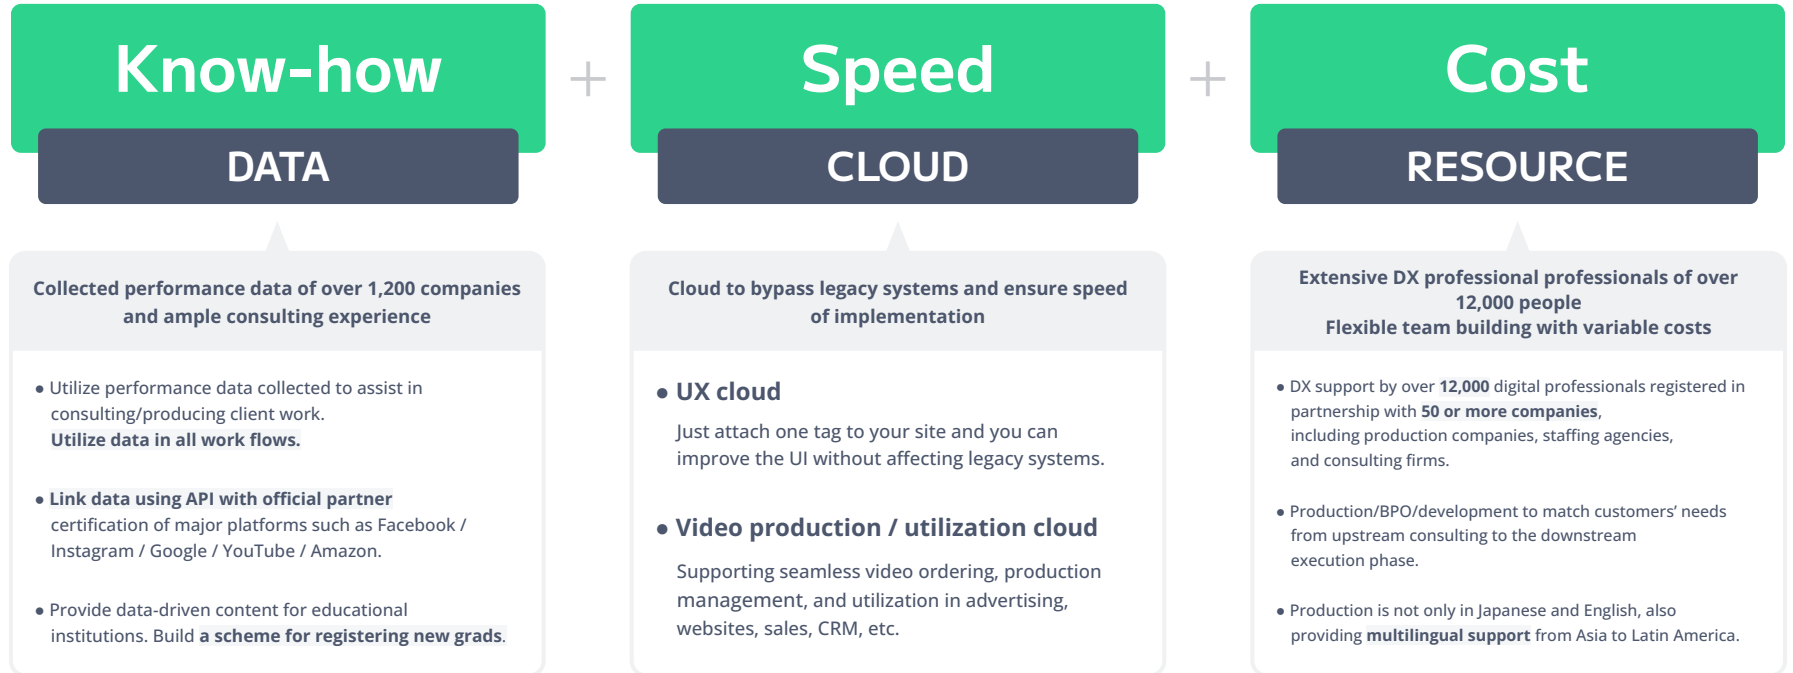 Know-how
DATA
Collected performance data of over 1,200 companies
and ample consulting experience
● Utilize performance data collected to assist in
consulting/producing client work.
Utilize data in all work flows.
● Link data using API with official partner
certification of major platforms such as Facebook /
Instagram / Google / YouTube / Amazon.
● Provide data-driven content for educational
institutions. Build a scheme for registering new grads.
+
Speed
CLOUD
Cloud to bypass legacy systems and ensure speed
of implementation
● UX cloud
Just attach one tag to your site and you can
improve the UI without affecting legacy systems.
● Video production / utilization cloud
Supporting seamless video ordering, production
management, and utilization in advertising,
websites, sales, CRM, etc.
+
Cost
RESOURCE
Extensive DX professional professionals of over
12,000 people
Flexible team building with variable costs
● DX support by over 12,000 digital professionals registered in
partnership with 50 or more companies,
including production companies, staffing agencies,
and consulting firms.
● Production/BPO/development to match customers’ needs
from upstream consulting to the downstream
execution phase.
● Production is not only in Japanese and English, also
providing multilingual support from Asia to Latin America.